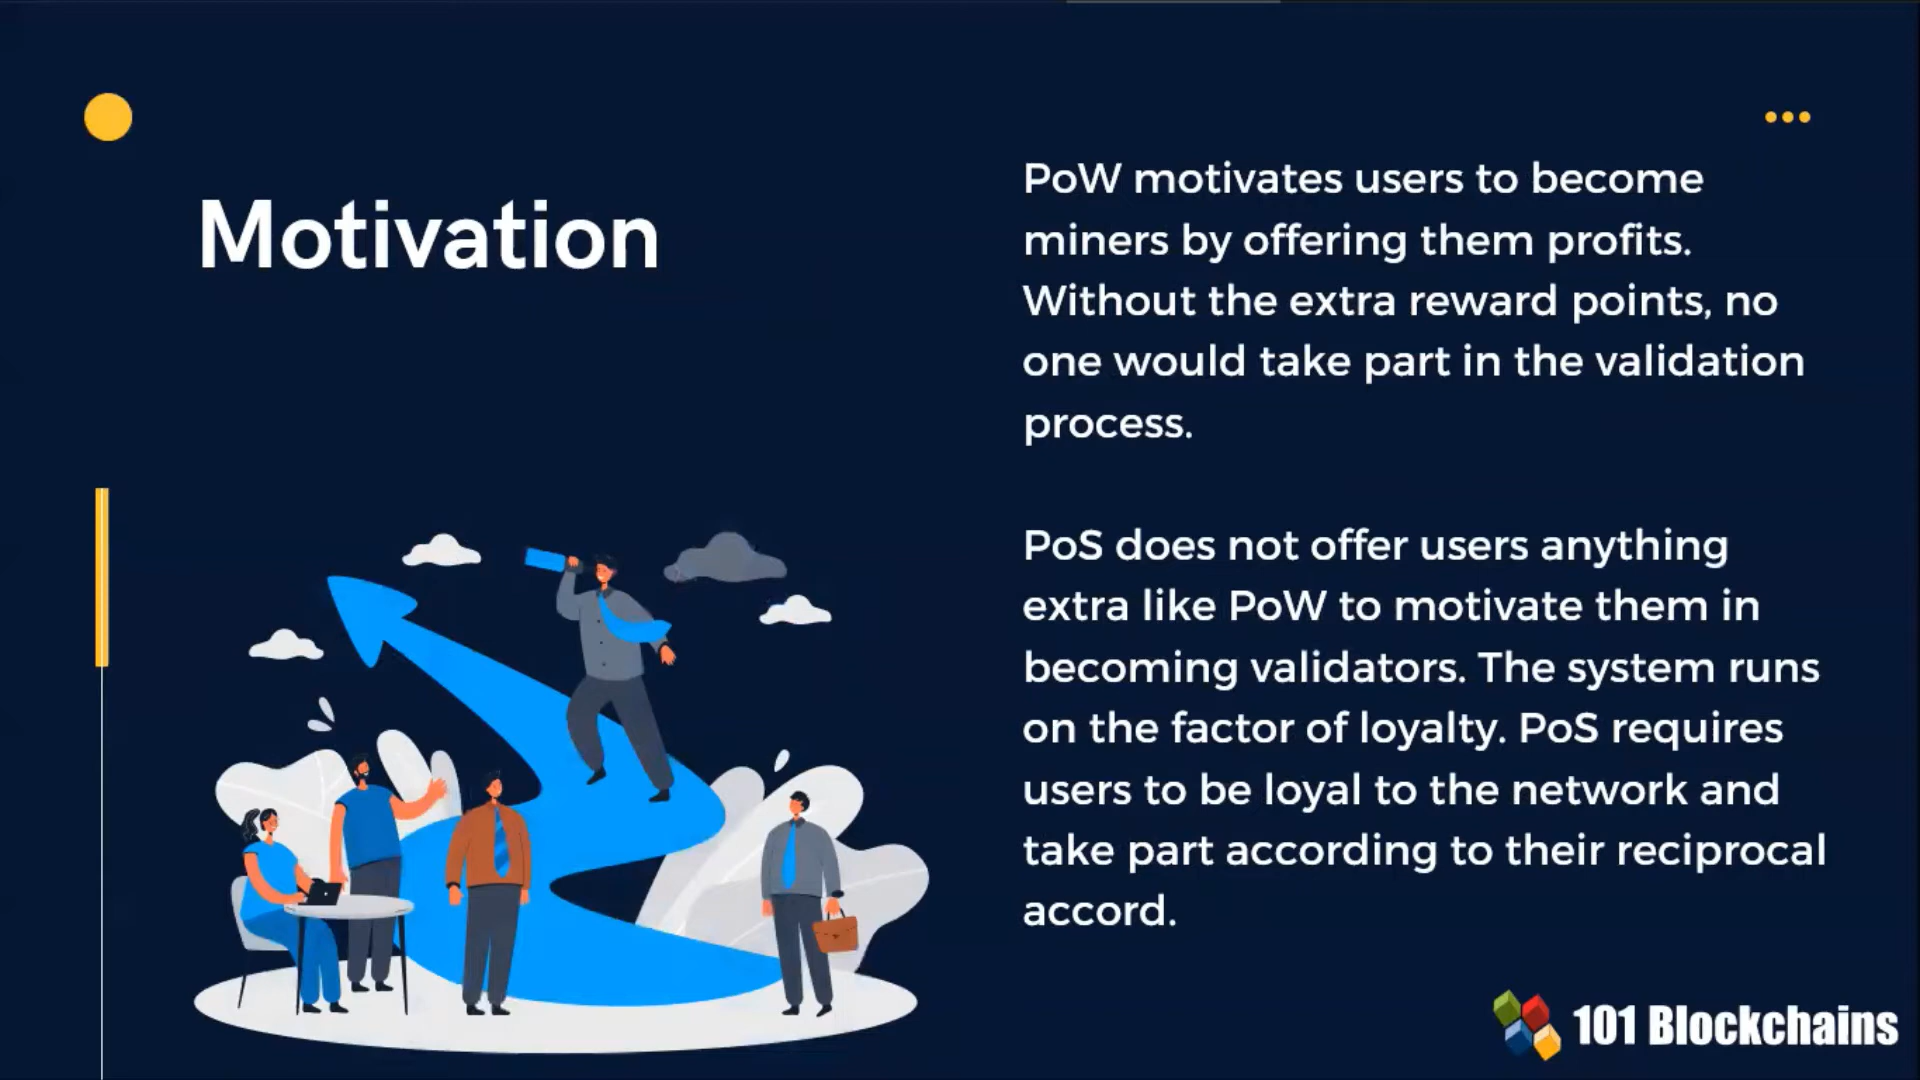 Motivation
PoW motivates users to become
miners by offering them profits.
Without the extra reward points, no
one would take part in the validation
process.
PoS does not offer users anything
extra like PoW to motivate them in
becoming validators. The system runs
on the factor of loyalty. PoS requires
users to be loyal to the network and
take part according to their reciprocal
accord.
101 Blockchains